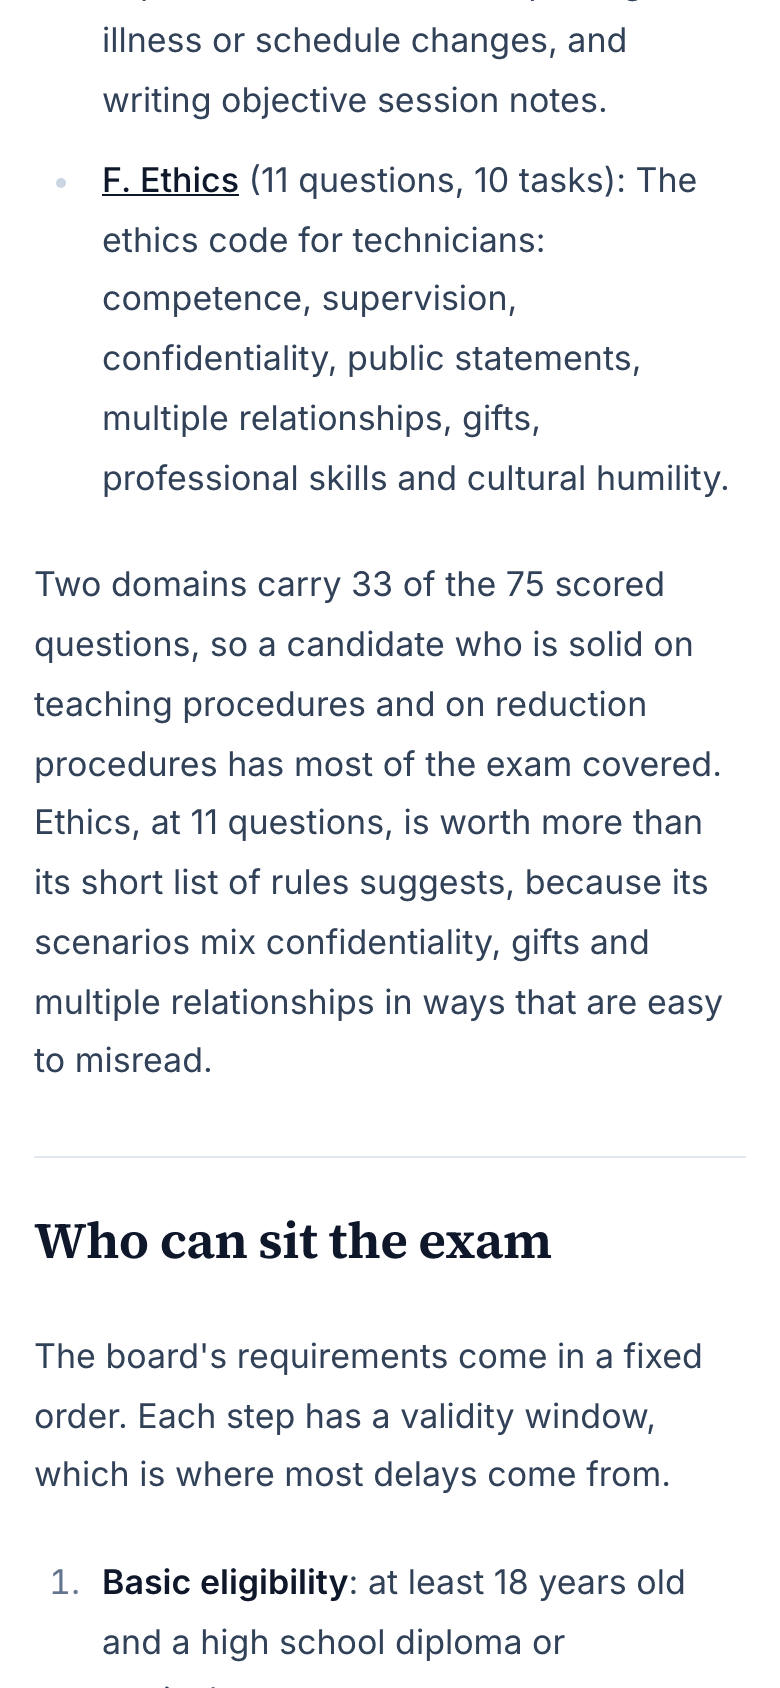 illness or schedule changes, and
writing objective session notes.
F. Ethics (11 questions, 10 tasks): The
ethics code for technicians:
competence, supervision,
confidentiality, public statements,
multiple relationships, gifts,
professional skills and cultural humility.
Two domains carry 33 of the 75 scored
questions, so a candidate who is solid on
teaching procedures and on reduction
procedures has most of the exam covered.
Ethics, at 11 questions, is worth more than
its short list of rules suggests, because its
scenarios mix confidentiality, gifts and
multiple relationships in ways that are easy
to misread.
Who can sit the exam
The board's requirements come in a fixed
order. Each step has a validity window,
which is where most delays come from.
1. Basic eligibility: at least 18 years old
and a high school diploma or